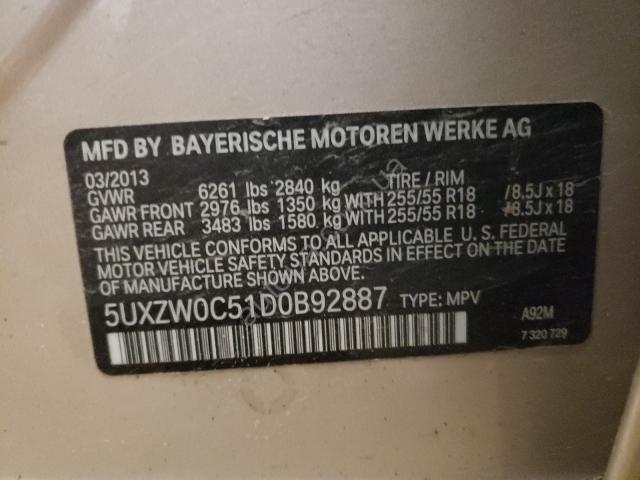 MFD BY BAYERISCHE MOTOREN WERKE AG
03/2013 TIRE / RIM
GVWR 6261 lbs 2840 kg
GAWR FRONT 2976 lbs 1350 kg WITH 255/55 R18 /8.5J x 18
GAWR REAR 3483 lbs 1580 kg WITH 255/55 R18 /8.5J x 18
THIS VEHICLE CONFORMS TO ALL APPLICABLE U. S. FEDERAL
MOTOR VEHICLE SAFETY STANDARDS IN EFFECT ON THE DATE
OF MANUFACTURE SHOWN ABOVE.
5UXZW0C51D0B92887 TYPE: MPV
A92M
7 320 729